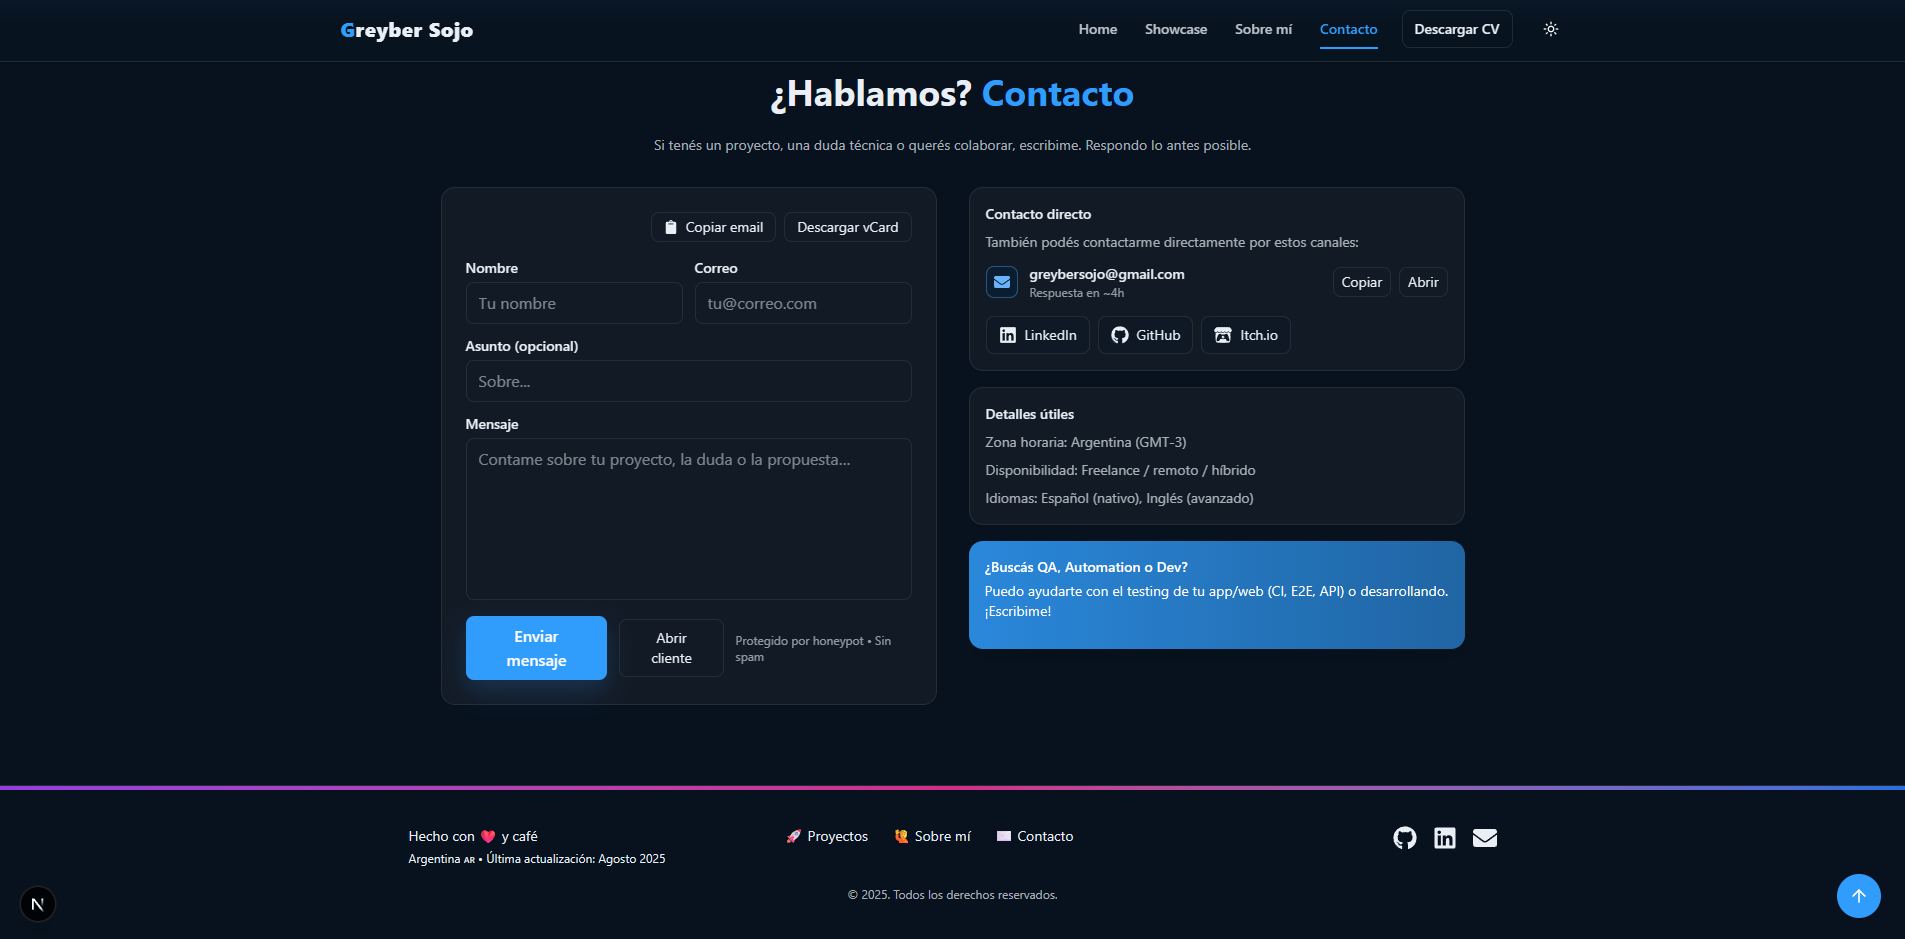 Greyber Sojo
Home
Showcase
Sobre mí
Contacto
Descargar CV
¿Hablamos? Contacto
Si tenés un proyecto, una duda técnica o querés colaborar, escribime. Respondo lo antes posible.
Copiar email
Descargar vCard
Nombre
Correo
Tu nombre
tu@correo.com
Asunto (opcional)
Sobre...
Mensaje
Contame sobre tu proyecto, la duda o la propuesta...
Enviar
mensaje
Abrir
cliente
Protegido por honeypot • Sin
spam
Contacto directo
También podés contactarme directamente por estos canales:
greybersojo@gmail.com
Respuesta en ~4h
Copiar
Abrir
LinkedIn
GitHub
Itch.io
Detalles útiles
Zona horaria: Argentina (GMT-3)
Disponibilidad: Freelance / remoto / híbrido
Idiomas: Español (nativo), Inglés (avanzado)
¿Buscás QA, Automation o Dev?
Puedo ayudarte con el testing de tu app/web (CI, E2E, API) o desarrollando.
¡Escribime!
Hecho con 💗 y café
Argentina AR • Última actualización: Agosto 2025
🚀 Proyectos
🙋 Sobre mí
✉️ Contacto
© 2025. Todos los derechos reservados.
N